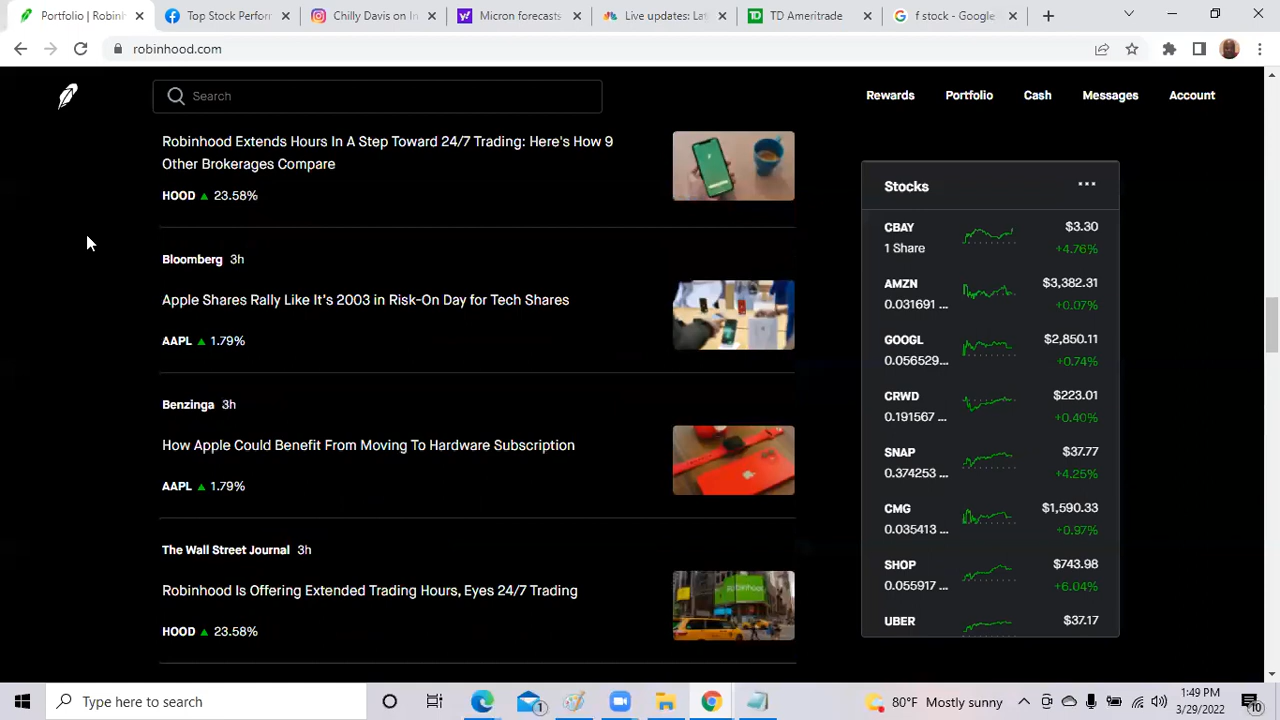 Portfolio | Robinh
Top Stock Perfor
Chilly Davis on In
Micron forecasts
Live updates: Lat
TD Ameritrade
f stock - Google
robinhood.com
Search
Rewards
Portfolio
Cash
Messages
Account
Robinhood Extends Hours In A Step Toward 24/7 Trading: Here's How 9
Other Brokerages Compare
HOOD 23.58%
Bloomberg 3h
Apple Shares Rally Like It's 2003 in Risk-On Day for Tech Shares
AAPL 1.79%
Benzinga 3h
How Apple Could Benefit From Moving To Hardware Subscription
AAPL 1.79%
The Wall Street Journal 3h
Robinhood Is Offering Extended Trading Hours, Eyes 24/7 Trading
HOOD 23.58%
Stocks
CBAY $3.30
1 Share +4.76%
AMZN $3,382.31
0.031691 ... +0.07%
GOOGL $2,850.11
0.056529... +0.74%
CRWD $223.01
0.191567 ... +0.40%
SNAP $37.77
0.374253 ... +4.25%
CMG $1,590.33
0.035413 ... +0.97%
SHOP $743.98
0.055917 ... +6.04%
UBER $37.17
robinhood
Type here to search
1
80°F Mostly sunny
1:49 PM
3/29/2022
10